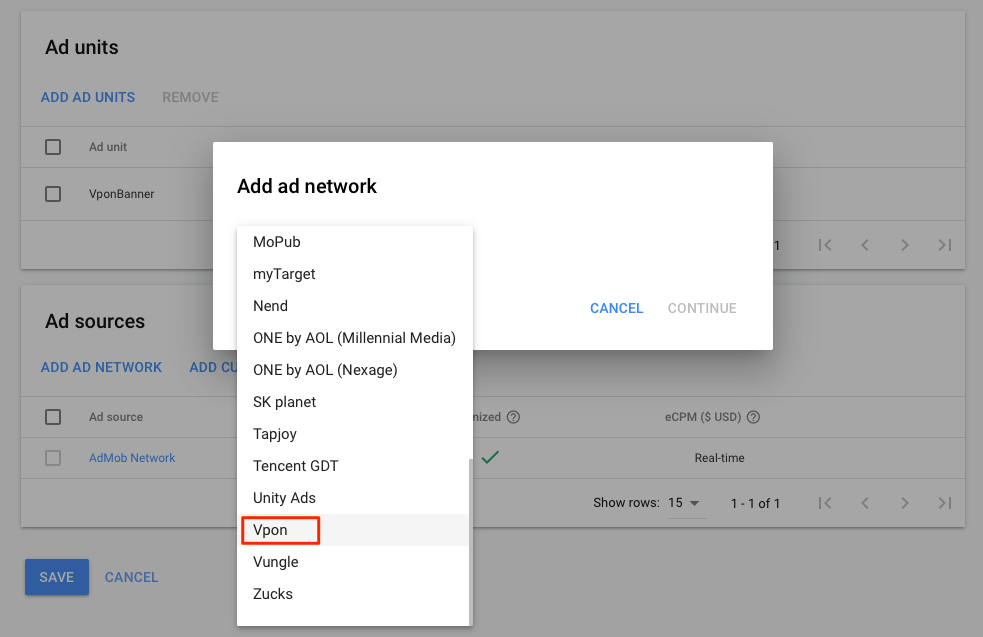 Ad units
ADD AD UNITS REMOVE
Ad unit
VponBanner
1
Add ad network
MoPub
myTarget
Nend
ONE by AOL (Millennial Media)
ONE by AOL (Nexage)
SK planet
Tapjoy
Tencent GDT
Unity Ads
Vpon
Vungle
Zucks
CANCEL CONTINUE
Ad sources
ADD AD NETWORK ADD CU
Ad source nized ? eCPM ($ USD) ?
AdMob Network Real-time
Show rows: 15 1 - 1 of 1
SAVE CANCEL